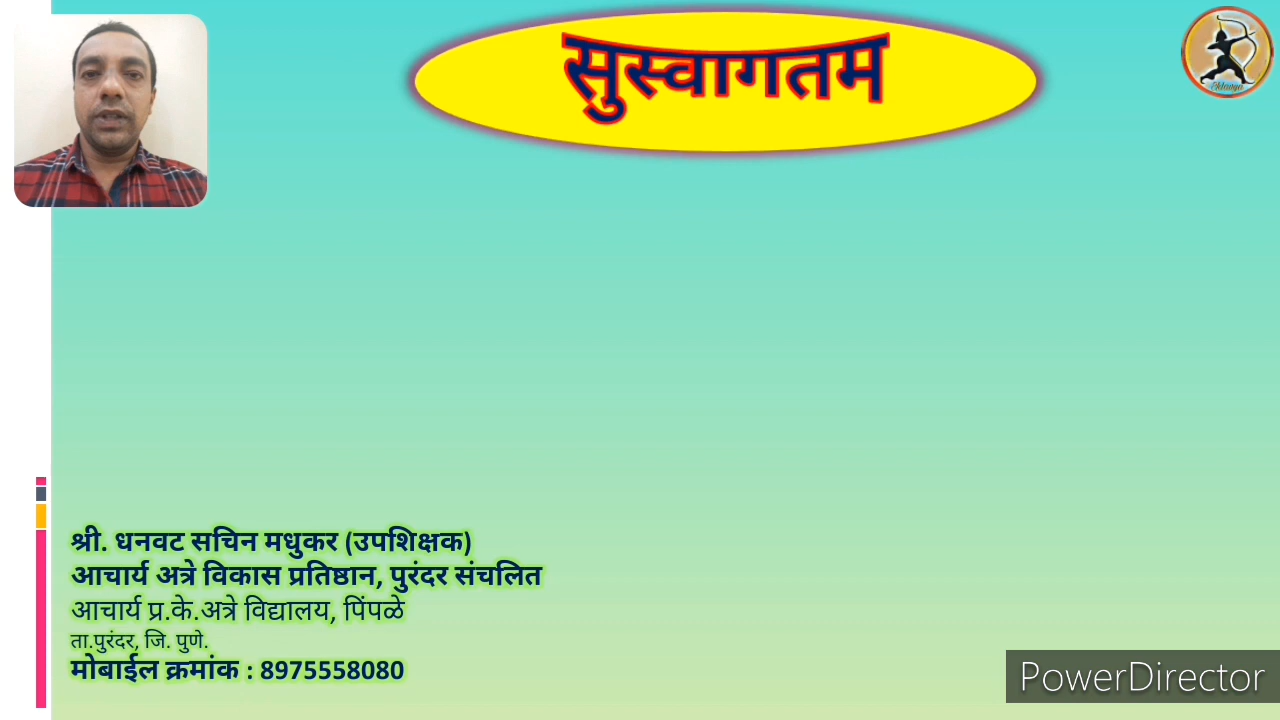 सुस्वागतम
श्री. धनवट सचिन मधुकर (उपशिक्षक)
आचार्य अत्रे विकास प्रतिष्ठान, पुरंदर संचलित
आचार्य प्र.के.अत्रे विद्यालय, पिंपळे
ता.पुरंदर, जि. पुणे.
मोबाईल क्रमांक : 8975558080
PowerDirector